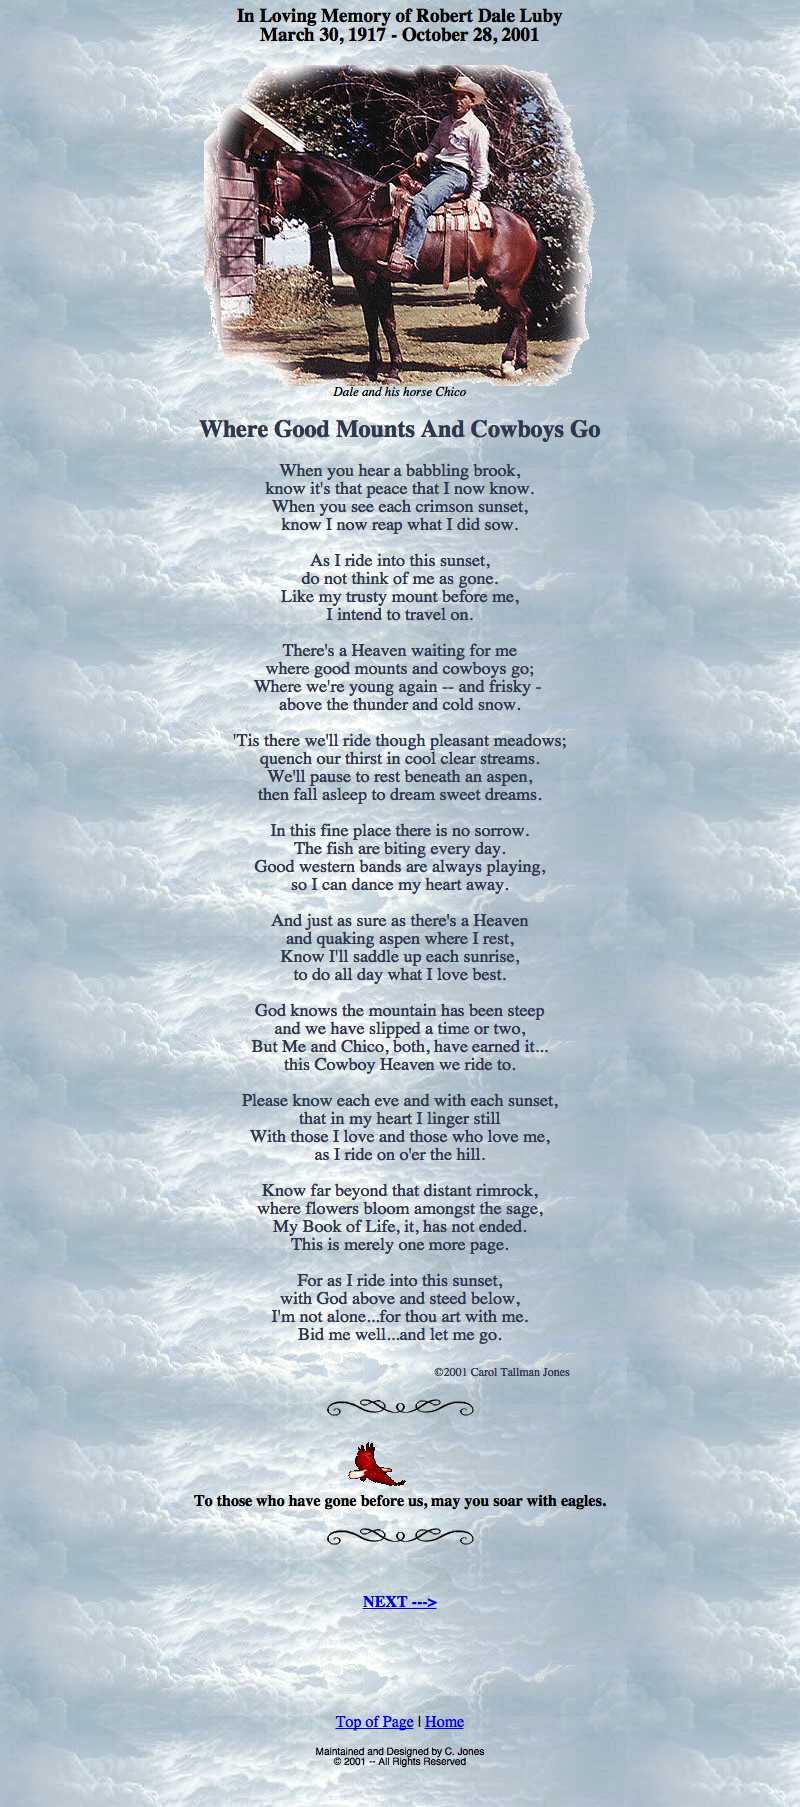 In Loving Memory of Robert Dale Luby
March 30, 1917 - October 28, 2001
Dale and his horse Chico
Where Good Mounts And Cowboys Go
When you hear a babbling brook,
know it's that peace that I now know.
When you see each crimson sunset,
know I now reap what I did sow.
As I ride into this sunset,
do not think of me as gone.
Like my trusty mount before me,
I intend to travel on.
There's a Heaven waiting for me
where good mounts and cowboys go;
Where we're young again -- and frisky -
above the thunder and cold snow.
'Tis there we'll ride though pleasant meadows;
quench our thirst in cool clear streams.
We'll pause to rest beneath an aspen,
then fall asleep to dream sweet dreams.
In this fine place there is no sorrow.
The fish are biting every day.
Good western bands are always playing,
so I can dance my heart away.
And just as sure as there's a Heaven
and quaking aspen where I rest,
Know I'll saddle up each sunrise,
to do all day what I love best.
God knows the mountain has been steep
and we have slipped a time or two,
But Me and Chico, both, have earned it...
this Cowboy Heaven we ride to.
Please know each eve and with each sunset,
that in my heart I linger still
With those I love and those who love me,
as I ride on o'er the hill.
Know far beyond that distant rimrock,
where flowers bloom amongst the sage,
My Book of Life, it, has not ended.
This is merely one more page.
For as I ride into this sunset,
with God above and steed below,
I'm not alone...for thou art with me.
Bid me well...and let me go.
©2001 Carol Tallman Jones
To those who have gone before us, may you soar with eagles.
NEXT --->
Top of Page | Home
Maintained and Designed by C. Jones
© 2001 -- All Rights Reserved